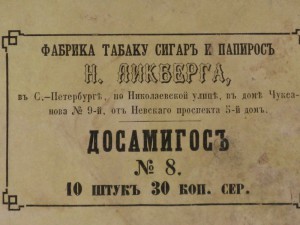 ФАБРИКА ТАБАКУ СИГАРЪ И ПАПИРОСЪ
Н. ЛИКБЕРГА,
въ С.-Петербургѣ, по Николаевской улицѣ, въ домѣ Чукса-
нова № 9-й, отъ Невскаго проспекта 5-й домъ.
ДОСАМИГОСЪ
№ 8.
10 ШТУКЪ 30 КОП. СЕР.